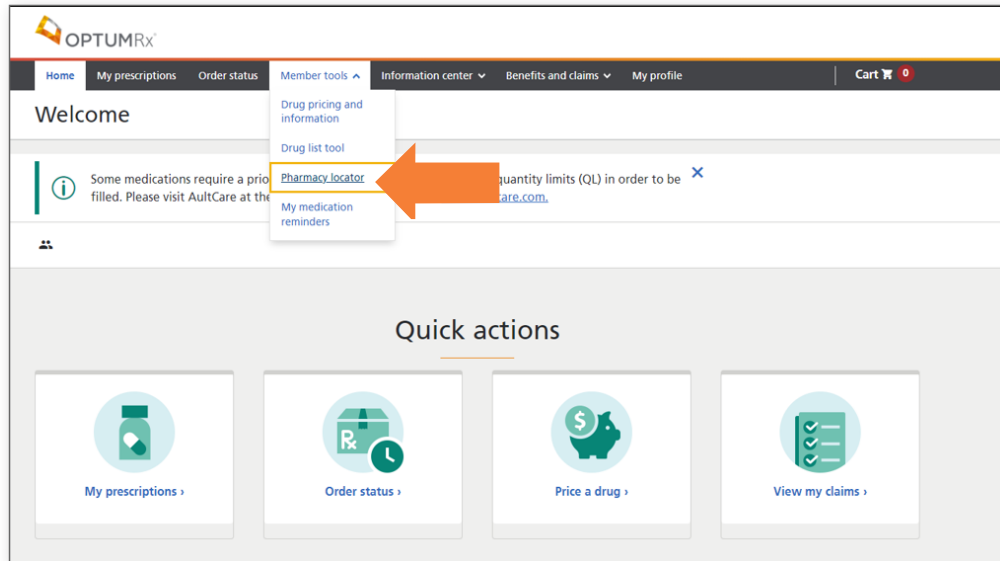 OPTUMRx®
Home My prescriptions Order status Member tools Information center Benefits and claims My profile Cart 0
Welcome
Drug pricing and
information
Drug list tool
Pharmacy locator
My medication
reminders
Some medications require a prio quantity limits (QL) in order to be
filled. Please visit AultCare at the care.com.
Quick actions
Rx
$
My prescriptions ›
Order status ›
Price a drug ›
View my claims ›